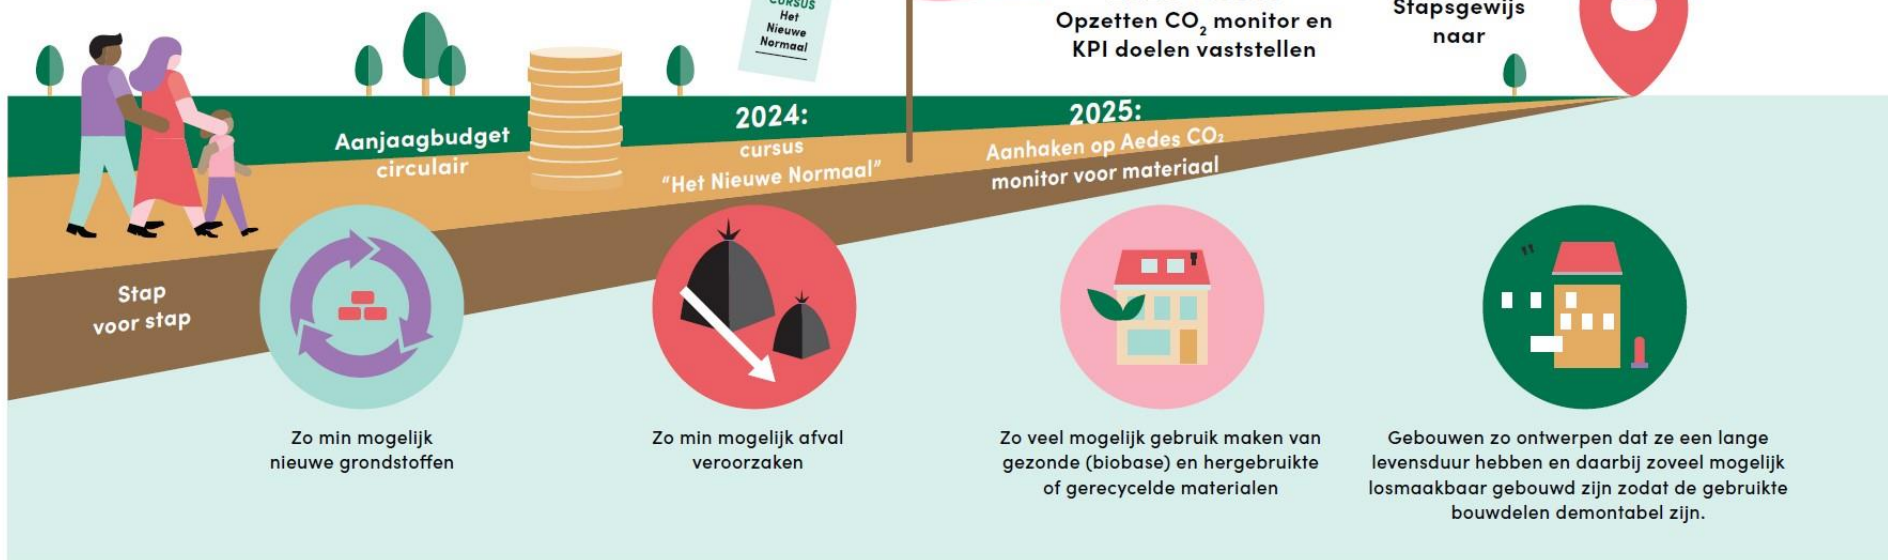 CURSUS
Het
Nieuwe
Normaal
Opzetten CO₂ monitor en
KPI doelen vaststellen
Stapsgewijs
naar
Aanjaagbudget
circulair
2024:
cursus
“Het Nieuwe Normaal”
2025:
Aanhaken op Aedes CO₂
monitor voor materiaal
Stap
voor stap
Zo min mogelijk
nieuwe grondstoffen
Zo min mogelijk afval
veroorzaken
Zo veel mogelijk gebruik maken van
gezonde (biobase) en hergebruikte
of gerecycelde materialen
Gebouwen zo ontwerpen dat ze een lange
levensduur hebben en daarbij zoveel mogelijk
losmaakbaar gebouwd zijn zodat de gebruikte
bouwdelen demontabel zijn.